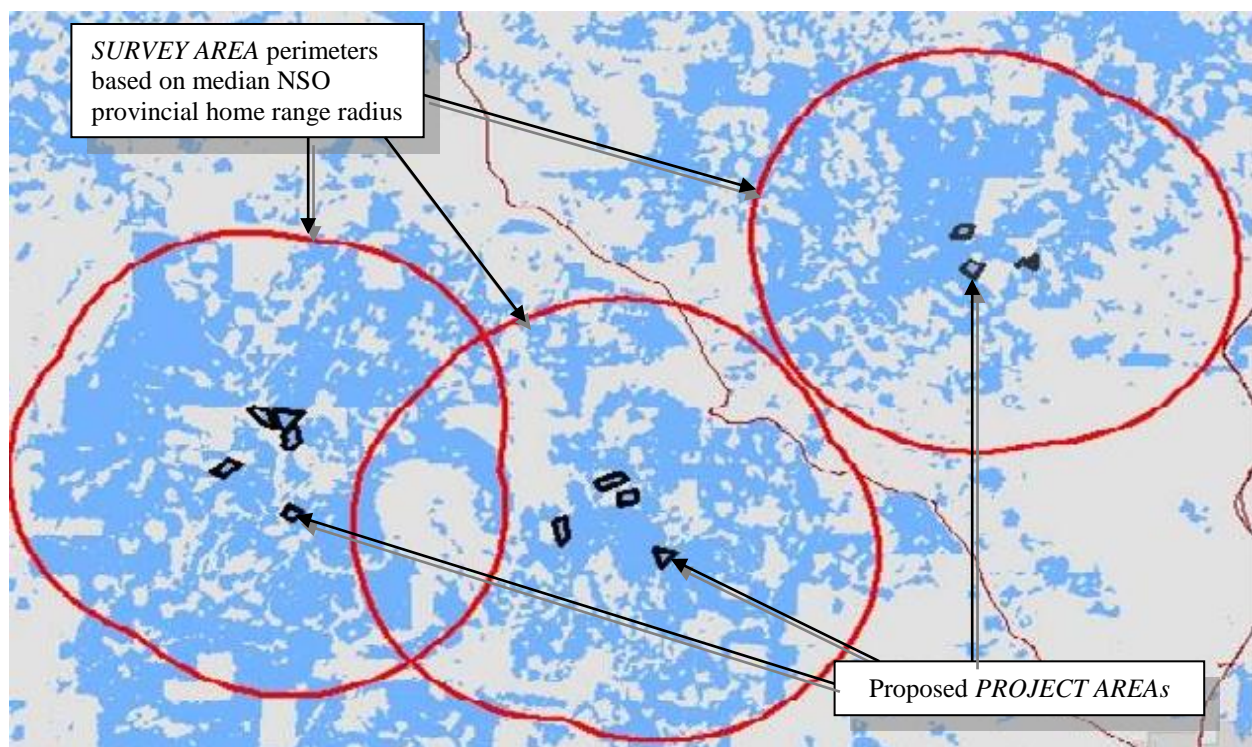 SURVEY AREA perimeters
based on median NSO
provincial home range radius
Proposed PROJECT AREAs